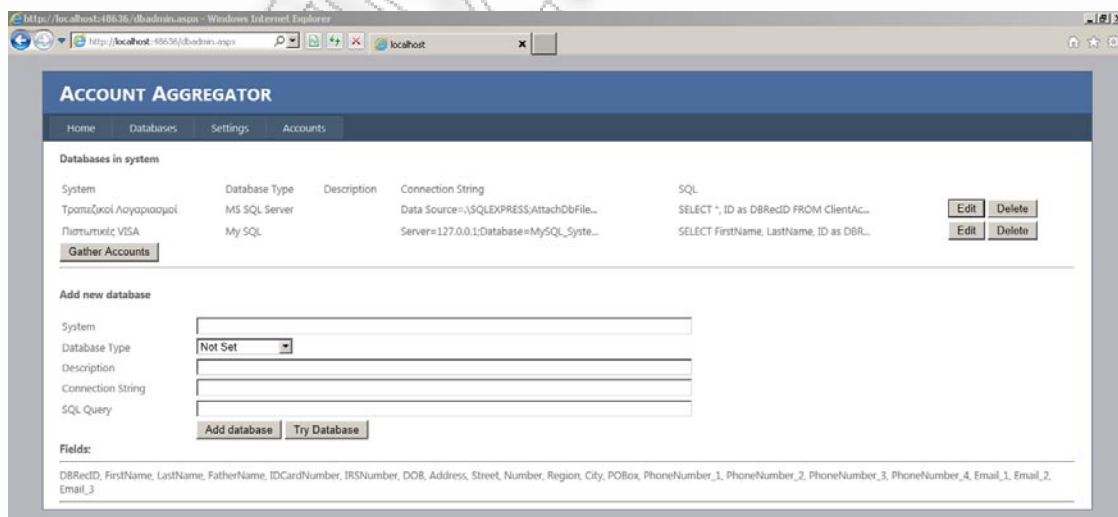 http://localhost:48636/dbadmin.aspx - Windows Internet Explorer
http://localhost:48636/dbadmin.aspx localhost
ACCOUNT AGGREGATOR
Home Databases Settings Accounts
Databases in system
System Database Type Description Connection String SQL
Τραπεζικοί Λογαριασμοί MS SQL Server Data Source=.\SQLEXPRESS;AttachDbFile... SELECT *, ID as DBRecID FROM ClientAc... Edit Delete
Πιστωτικές VISA My SQL Server=127.0.0.1;Database=MySQL_Syste... SELECT FirstName, LastName, ID as DBR... Edit Delete
Gather Accounts
Add new database
System
Database Type Not Set
Description
Connection String
SQL Query
Add database Try Database
Fields:
DBRecID, FirstName, LastName, FatherName, IDCardNumber, IRSNumber, DOB, Address, Street, Number, Region, City, POBox, PhoneNumber_1, PhoneNumber_2, PhoneNumber_3, PhoneNumber_4, Email_1, Email_2,
Email_3